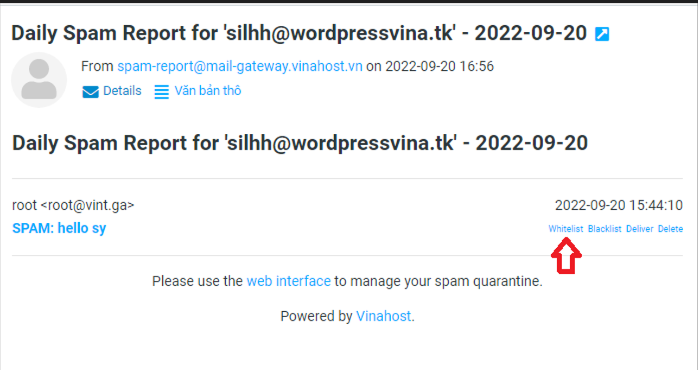 Daily Spam Report for 'silhh@wordpressvina.tk' - 2022-09-20
From spam-report@mail-gateway.vinahost.vn on 2022-09-20 16:56
Details Văn bản thô
Daily Spam Report for 'silhh@wordpressvina.tk' - 2022-09-20
root <root@vint.ga> 2022-09-20 15:44:10
SPAM: hello sy Whitelist Blacklist Deliver Delete
Please use the web interface to manage your spam quarantine.
Powered by Vinahost.